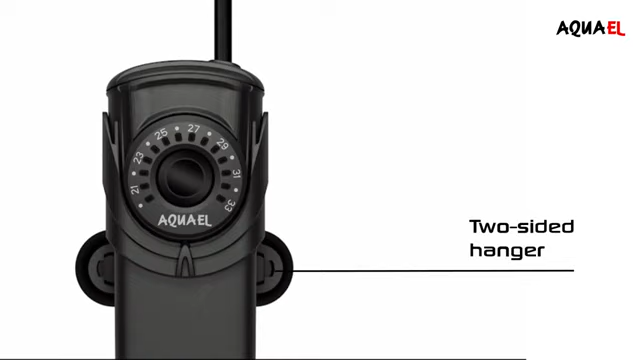 AQUAEL
21 23 25 27 29 31 33
AQUAEL
Two-sided
hanger